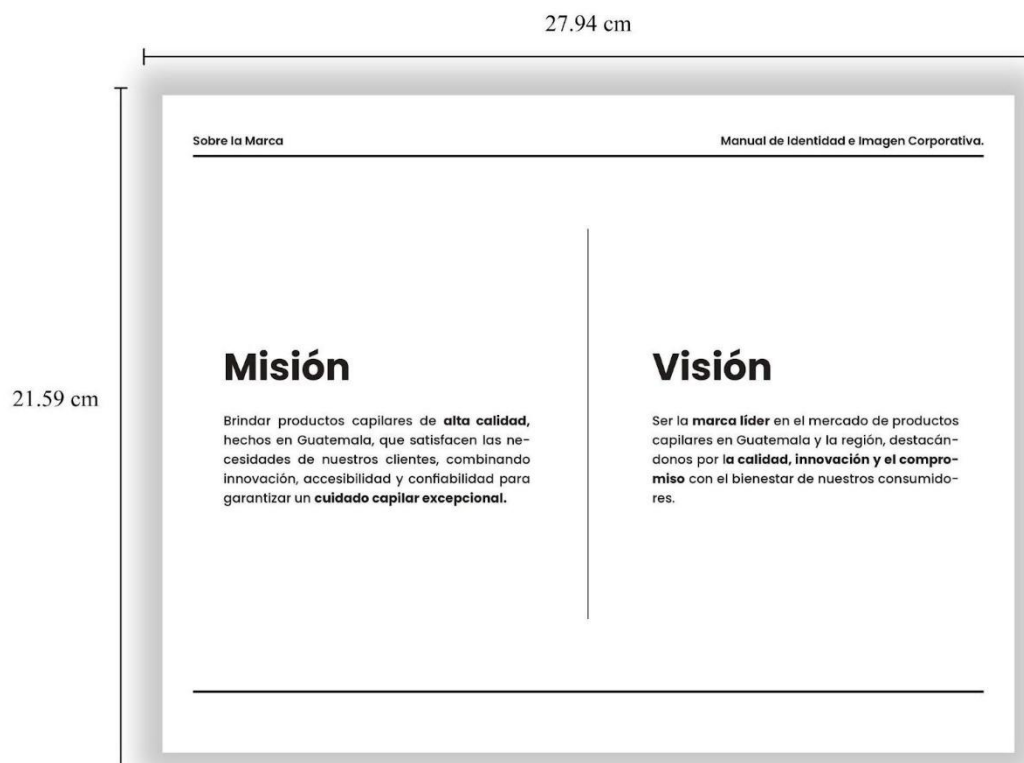 27.94 cm
21.59 cm
Sobre la Marca
Manual de Identidad e Imagen Corporativa.
Misión
Brindar productos capilares de alta calidad,
hechos en Guatemala, que satisfacen las ne-
cesidades de nuestros clientes, combinando
innovación, accesibilidad y confiabilidad para
garantizar un cuidado capilar excepcional.
Visión
Ser la marca líder en el mercado de productos
capilares en Guatemala y la región, destacán-
donos por la calidad, innovación y el compro-
miso con el bienestar de nuestros consumido-
res.